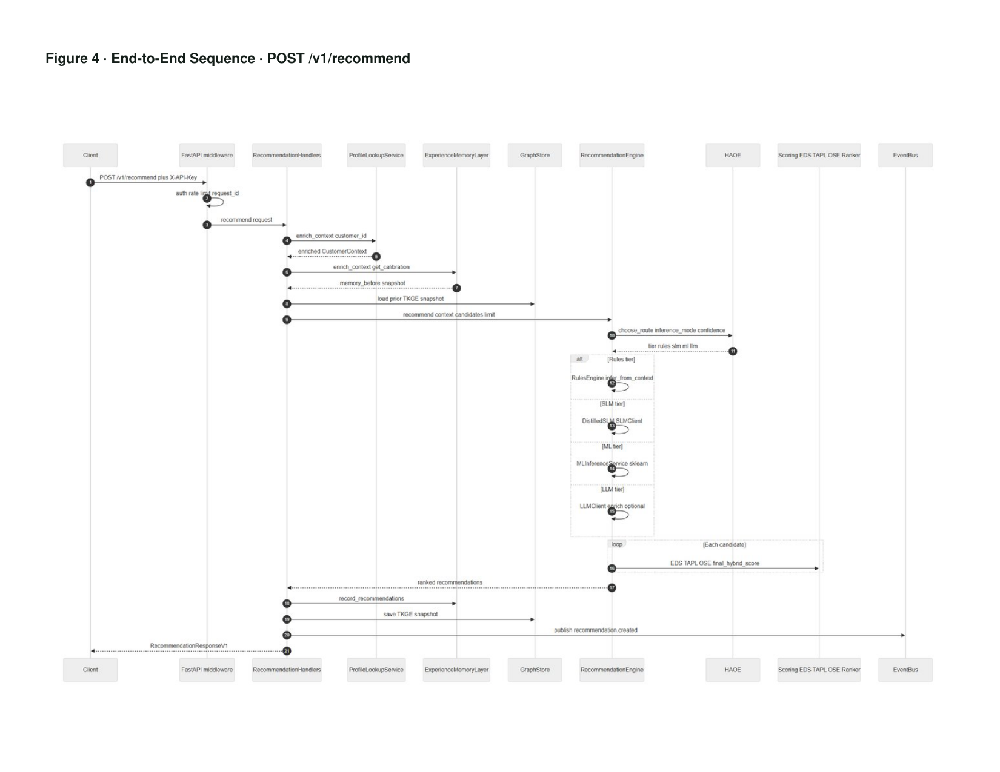 Figure 4 · End-to-End Sequence · POST /v1/recommend
Client
FastAPI middleware
RecommendationHandlers
ProfileLookupService
ExperienceMemoryLayer
GraphStore
RecommendationEngine
HAOE
Scoring EDS TAPL OSE Ranker
EventBus
1
POST /v1/recommend plus X-API-Key
auth rate limit request_id
2
3
recommend request
4
enrich_context customer_id
enriched CustomerContext
5
6
enrich_context get_calibration
memory_before snapshot
7
8
load prior TKGE snapshot
9
recommend context candidates limit
10
choose_route inference_mode confidence
tier rules slm ml llm
11
alt
[Rules tier]
RulesEngine.infer_from_context
12
[SLM tier]
DistilledSLM SLMClient
13
[ML tier]
MLInferenceService sklearn
14
[LLM tier]
LLMClient enrich optional
15
loop
[Each candidate]
16
EDS TAPL OSE final_hybrid_score
ranked recommendations
17
18
record_recommendations
19
save TKGE snapshot
20
publish recommendation.created
RecommendationResponseV1
21
Client
FastAPI middleware
RecommendationHandlers
ProfileLookupService
ExperienceMemoryLayer
GraphStore
RecommendationEngine
HAOE
Scoring EDS TAPL OSE Ranker
EventBus